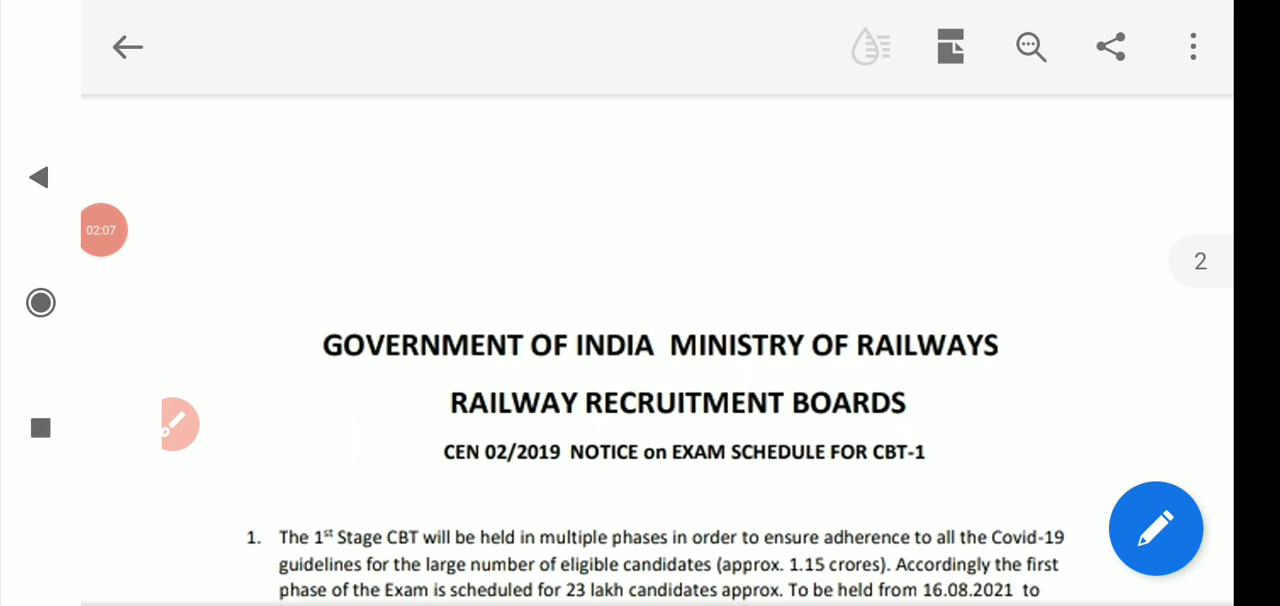 02:07
2
GOVERNMENT OF INDIA MINISTRY OF RAILWAYS
RAILWAY RECRUITMENT BOARDS
CEN 02/2019 NOTICE on EXAM SCHEDULE FOR CBT-1
1. The 1st Stage CBT will be held in multiple phases in order to ensure adherence to all the Covid-19
guidelines for the large number of eligible candidates (approx. 1.15 crores). Accordingly the first
phase of the Exam is scheduled for 23 lakh candidates approx. To be held from 16.08.2021 to